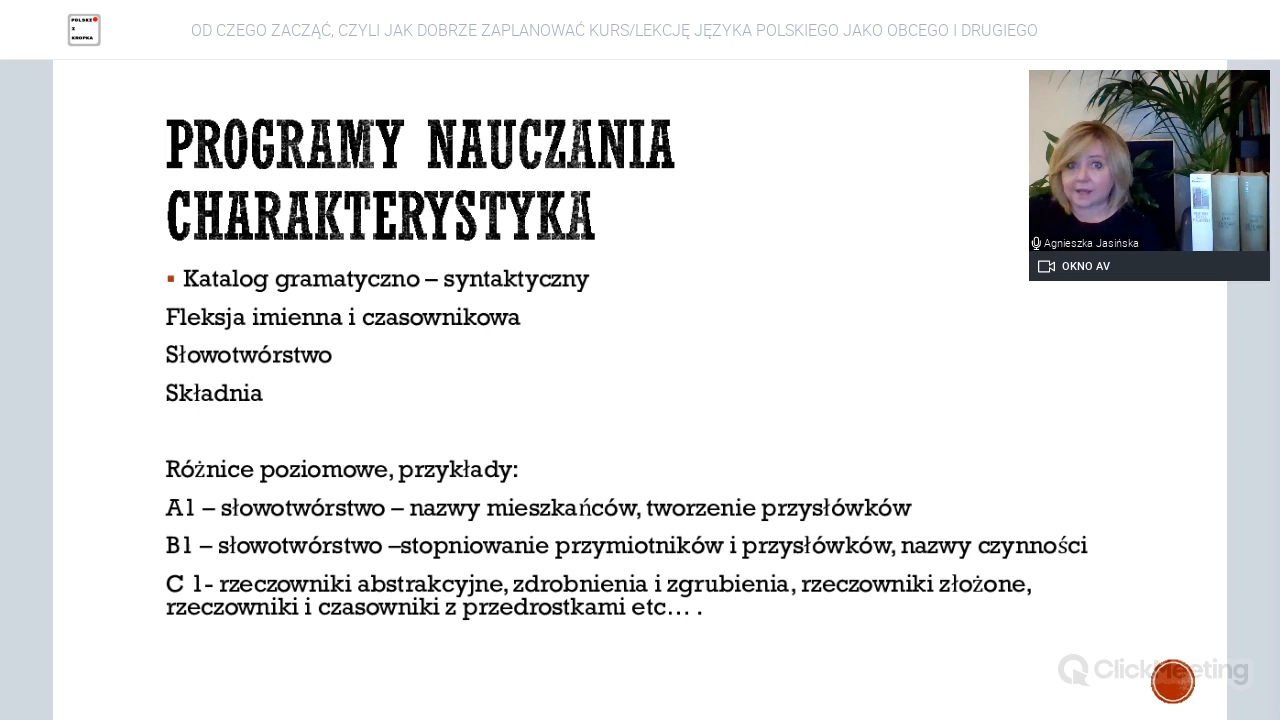 POLSKI
Z
KROPKA
OD CZEGO ZACZĄĆ, CZYLI JAK DOBRZE ZAPLANOWAĆ KURS/LEKCJĘ JĘZYKA POLSKIEGO JAKO OBCEGO I DRUGIEGO
PROGRAMY NAUCZANIA
CHARAKTERYSTYKA
Agnieszka Jasińska
OKNO AV
▪ Katalog gramatyczno – syntaktyczny
Fleksja imienna i czasownikowa
Słowotwórstwo
Składnia
Różnice poziomowe, przykłady:
A1 – słowotwórstwo – nazwy mieszkańców, tworzenie przysłówków
B1 – słowotwórstwo –stopniowanie przymiotników i przysłówków, nazwy czynności
C 1- rzeczowniki abstrakcyjne, zdrobnienia i zgrubienia, rzeczowniki złożone,
rzeczowniki i czasowniki z przedrostkami etc… .
ClickMeeting